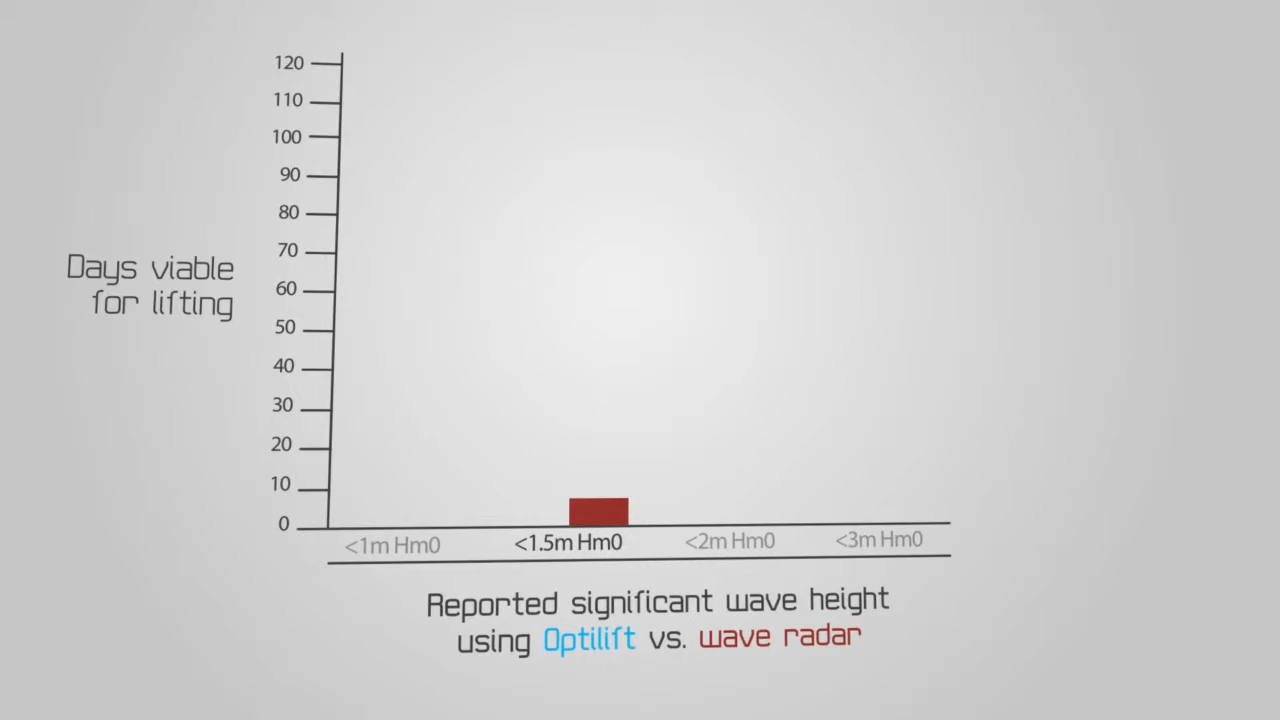 120
110
100
90
80
70
60
50
40
30
20
10
0
Days viable
for lifting
<1m Hm0 <1.5m Hm0 <2m Hm0 <3m Hm0
Reported significant wave height
using Optilift vs. wave radar